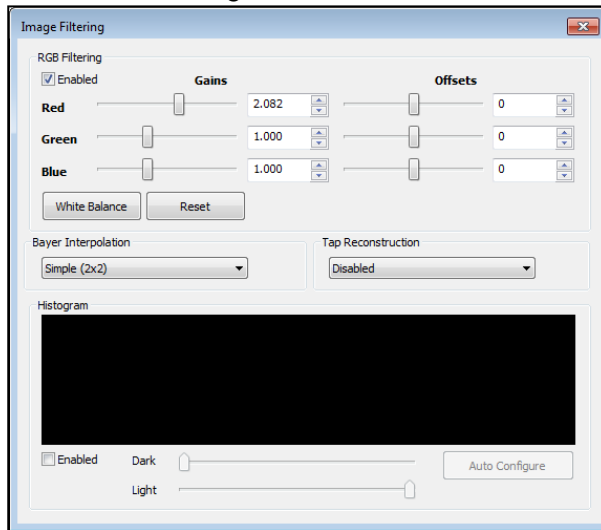 Image Filtering
RGB Filtering
Enabled Gains Offsets
Red 2.082 0
Green 1.000 0
Blue 1.000 0
White Balance Reset
Bayer Interpolation Tap Reconstruction
Simple (2x2) Disabled
Histogram
Enabled Dark Auto Configure
Light